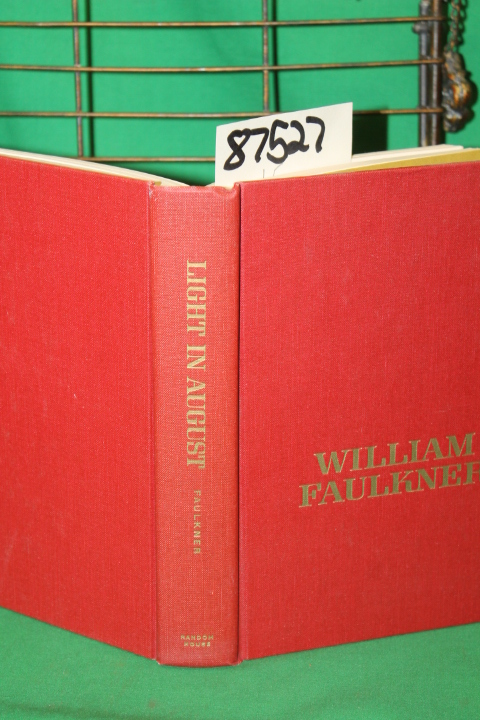 87527
LIGHT IN AUGUST
FAULKNER
RANDOM
HOUSE
WILLIAM
FAULKNER